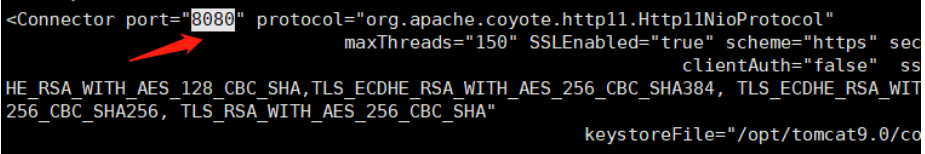 <Connector port="8080" protocol="org.apache.coyote.http11.Http11NioProtocol"
maxThreads="150" SSLEnabled="true" scheme="https" sec
clientAuth="false" ss
HE_RSA_WITH_AES_128_CBC_SHA,TLS_ECDHE_RSA_WITH_AES_256_CBC_SHA384, TLS_ECDHE_RSA_WIT
256_CBC_SHA256, TLS_RSA_WITH_AES_256_CBC_SHA"
keystoreFile="/opt/tomcat9.0/co